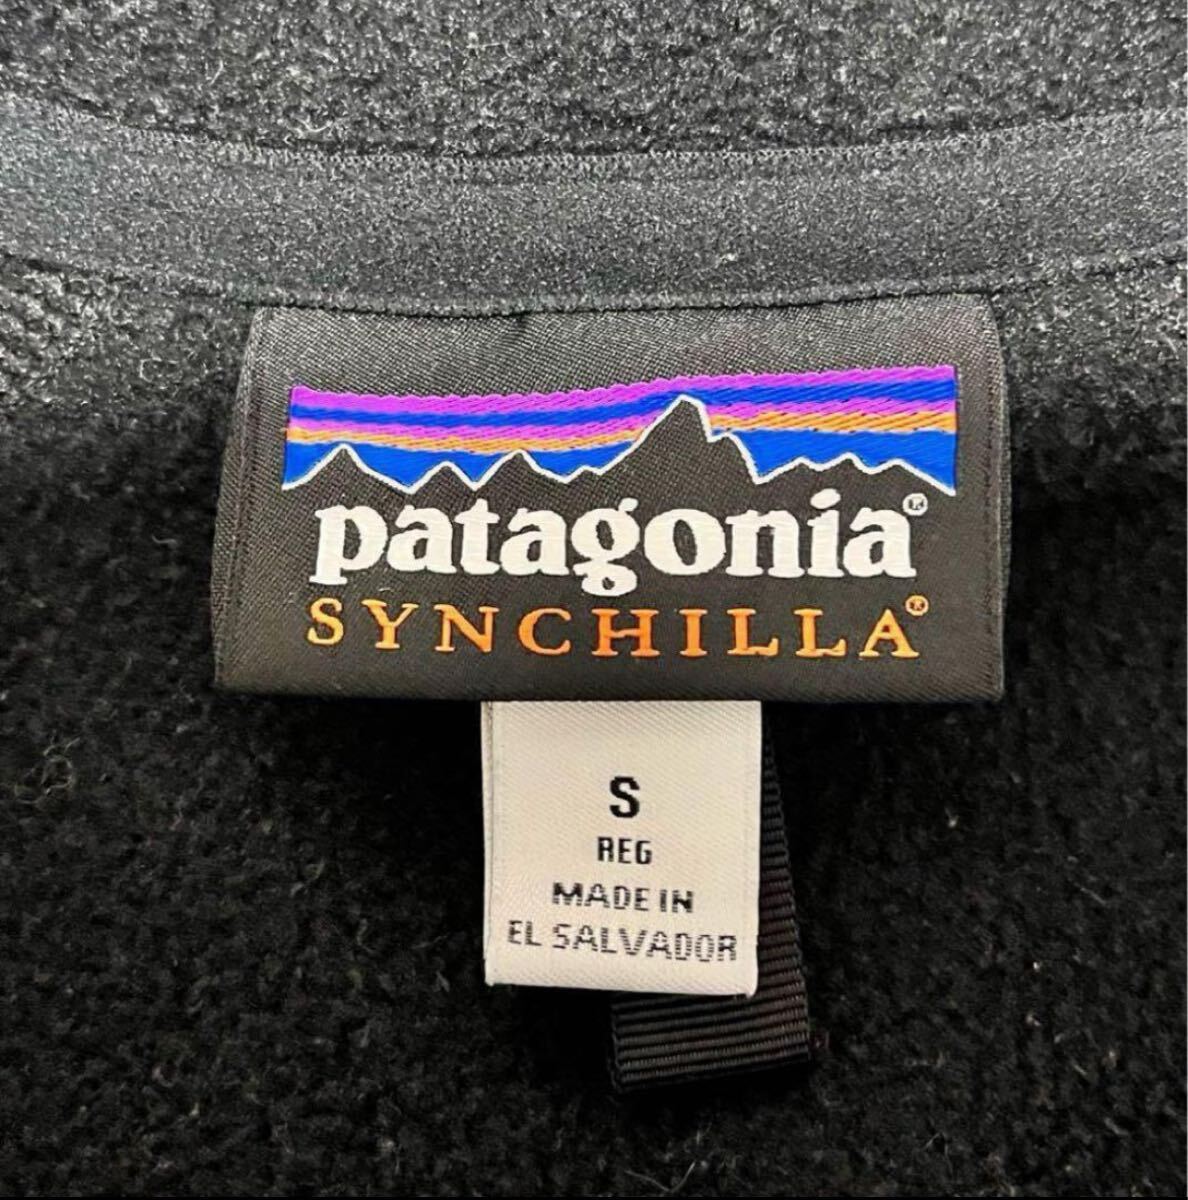 patagonia®
SYNCHILLA®
S
REG
MADE IN
EL SALVADOR